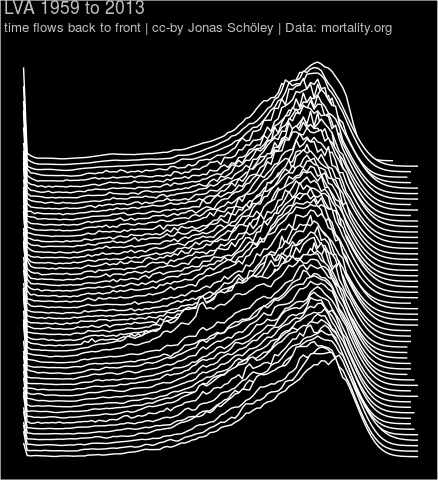 LVA 1959 to 2013
time flows back to front | cc-by Jonas Schöley | Data: mortality.org